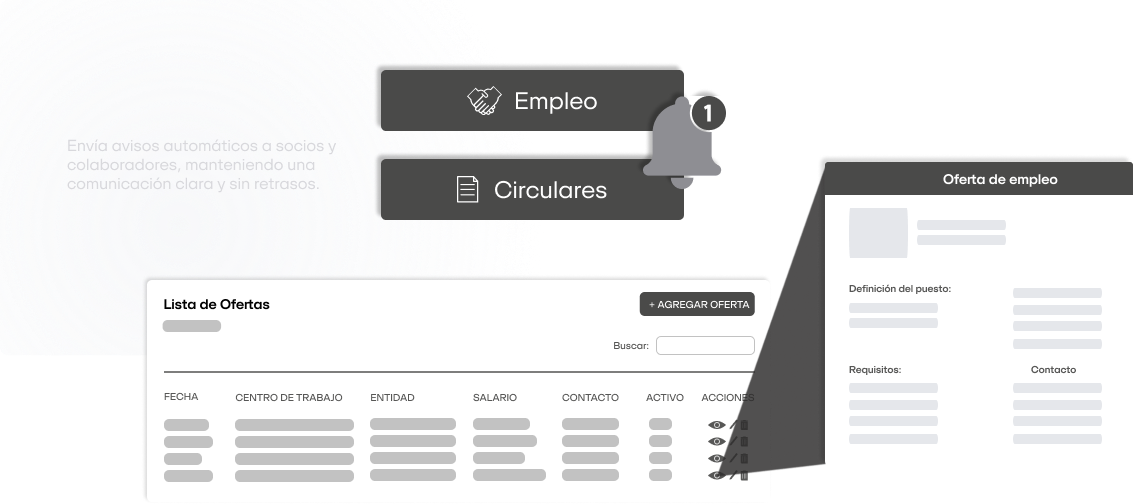 Empleo
1
Envía avisos automáticos a socios y
colaboradores, manteniendo una
comunicación clara y sin retrasos.
Circulares
Oferta de empleo
Definición del puesto:
Requisitos:
Contacto
Lista de Ofertas
+ AGREGAR OFERTA
Buscar:
FECHA CENTRO DE TRABAJO ENTIDAD SALARIO CONTACTO ACTIVO ACCIONES